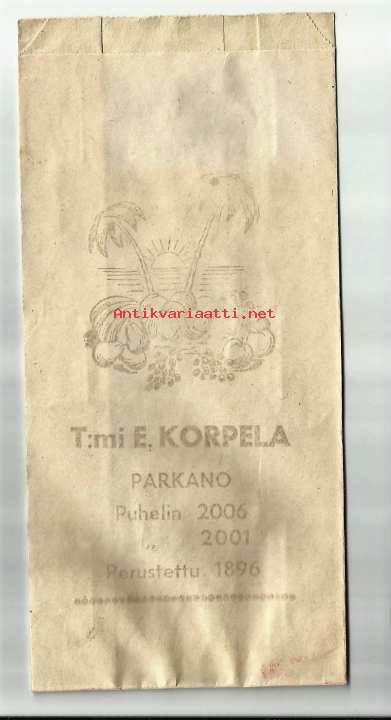 Antikvariaatti.net
T:mi E. KORPELA
PARKANO
Puhelin 2006
„ 2001
Perustettu 1896